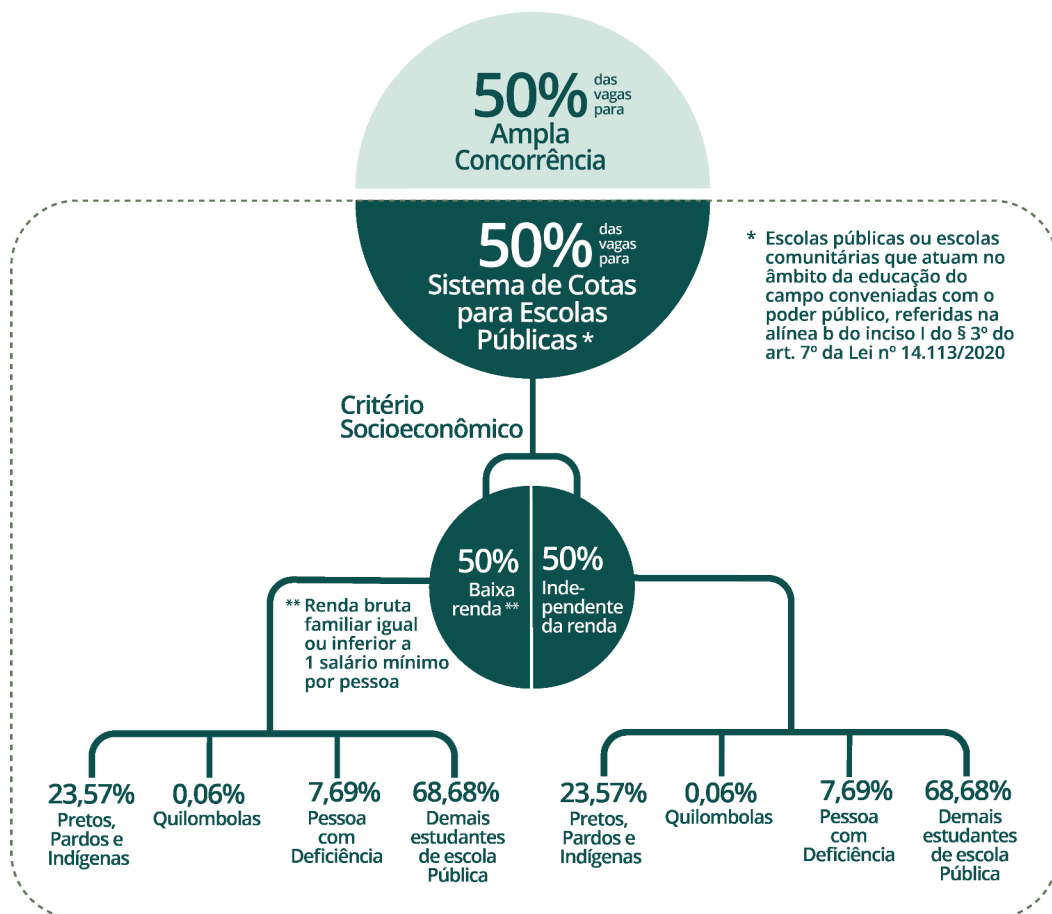 50% das
vagas
para
Ampla
Concorrência
50% das
vagas
para
Sistema de Cotas
para Escolas
Públicas *
* Escolas públicas ou escolas
comunitárias que atuam no
âmbito da educação do
campo conveniadas com o
poder público, referidas na
alínea b do inciso I do § 3º do
art. 7º da Lei nº 14.113/2020
Critério
Socioeconômico
50%
Baixa
renda **
50%
Inde-
pendente
da renda
** Renda bruta
familiar igual
ou inferior a
1 salário mínimo
por pessoa
23,57%
Pretos,
Pardos e
Indígenas
0,06%
Quilombolas
7,69%
Pessoa
com
Deficiência
68,68%
Demais
estudantes
de escola
Pública
23,57%
Pretos,
Pardos e
Indígenas
0,06%
Quilombolas
7,69%
Pessoa
com
Deficiência
68,68%
Demais
estudantes
de escola
Pública